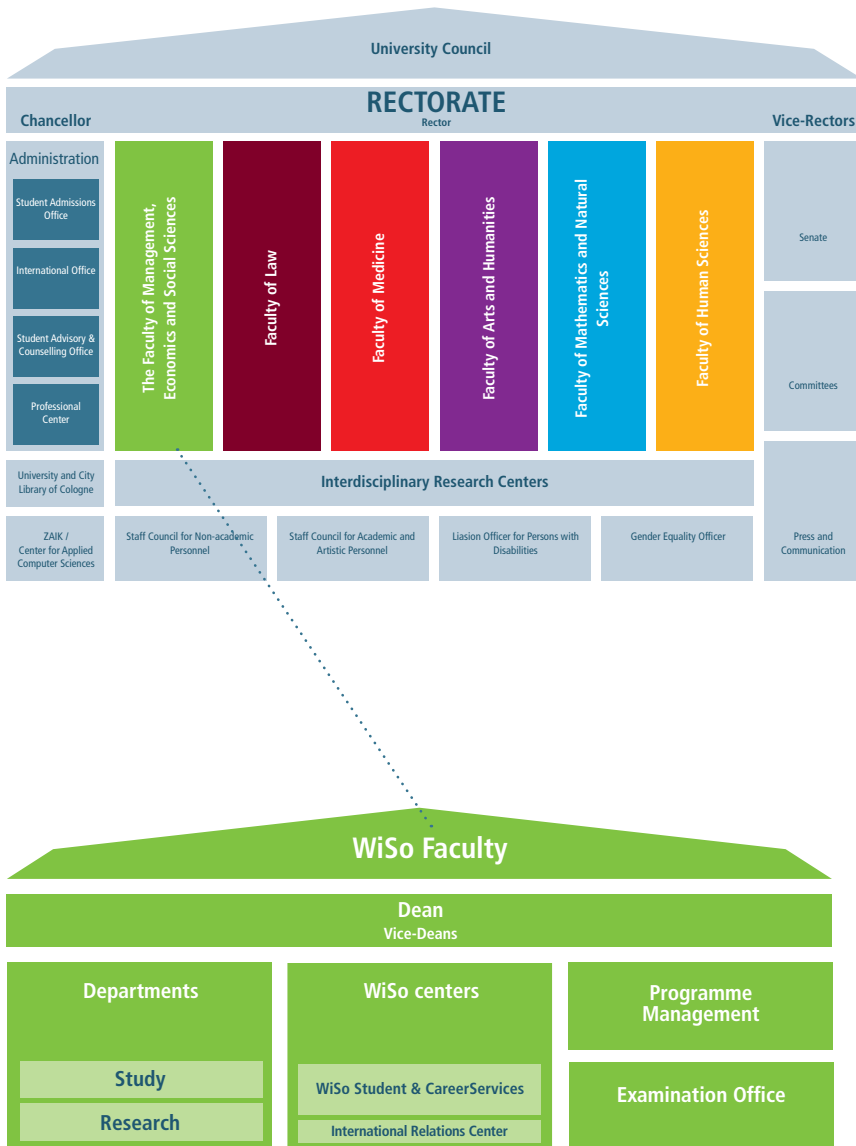 University Council
RECTORATE
Rector
Chancellor
Vice-Rectors
Administration
Student Admissions
Office
International Office
Student Advisory &
Counselling Office
Professional
Center
The Faculty of Management,
Economics and Social Sciences
Faculty of Law
Faculty of Medicine
Faculty of Arts and Humanities
Faculty of Mathematics and Natural
Sciences
Faculty of Human Sciences
Senate
Committees
Press and
Communication
University and City
Library of Cologne
Interdisciplinary Research Centers
ZAIK /
Center for Applied
Computer Sciences
Staff Council for Non-academic
Personnel
Staff Council for Academic and
Artistic Personnel
Liasion Officer for Persons with
Disabilities
Gender Equality Officer
WiSo Faculty
Dean
Vice-Deans
Departments
Study
Research
WiSo centers
WiSo Student & CareerServices
International Relations Center
Programme
Management
Examination Office